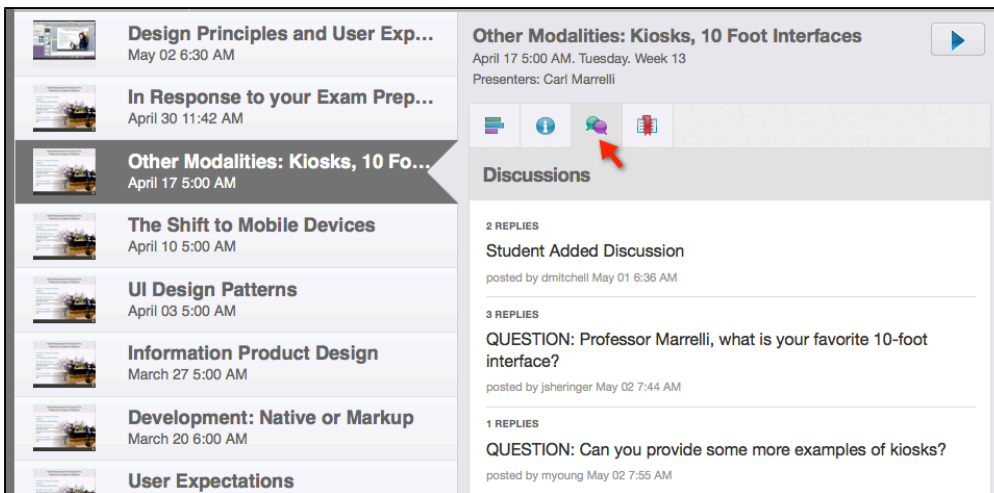 Design Principles and User Exp...
May 02 6:30 AM
In Response to your Exam Prep...
April 30 11:42 AM
Other Modalities: Kiosks, 10 Fo...
April 17 5:00 AM
The Shift to Mobile Devices
April 10 5:00 AM
UI Design Patterns
April 03 5:00 AM
Information Product Design
March 27 5:00 AM
Development: Native or Markup
March 20 6:00 AM
User Expectations
Other Modalities: Kiosks, 10 Foot Interfaces
April 17 5:00 AM. Tuesday. Week 13
Presenters: Carl Marrelli
Discussions
2 REPLIES
Student Added Discussion
posted by dmitchell May 01 6:36 AM
3 REPLIES
QUESTION: Professor Marrelli, what is your favorite 10-foot
interface?
posted by jsheringer May 02 7:44 AM
1 REPLIES
QUESTION: Can you provide some more examples of kiosks?
posted by myoung May 02 7:55 AM